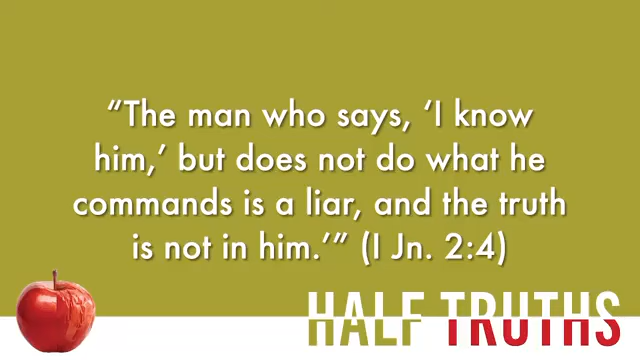 “The man who says, ‘I know
him,’ but does not do what he
commands is a liar, and the truth
is not in him.’” (I Jn. 2:4)
HALF TRUTHS